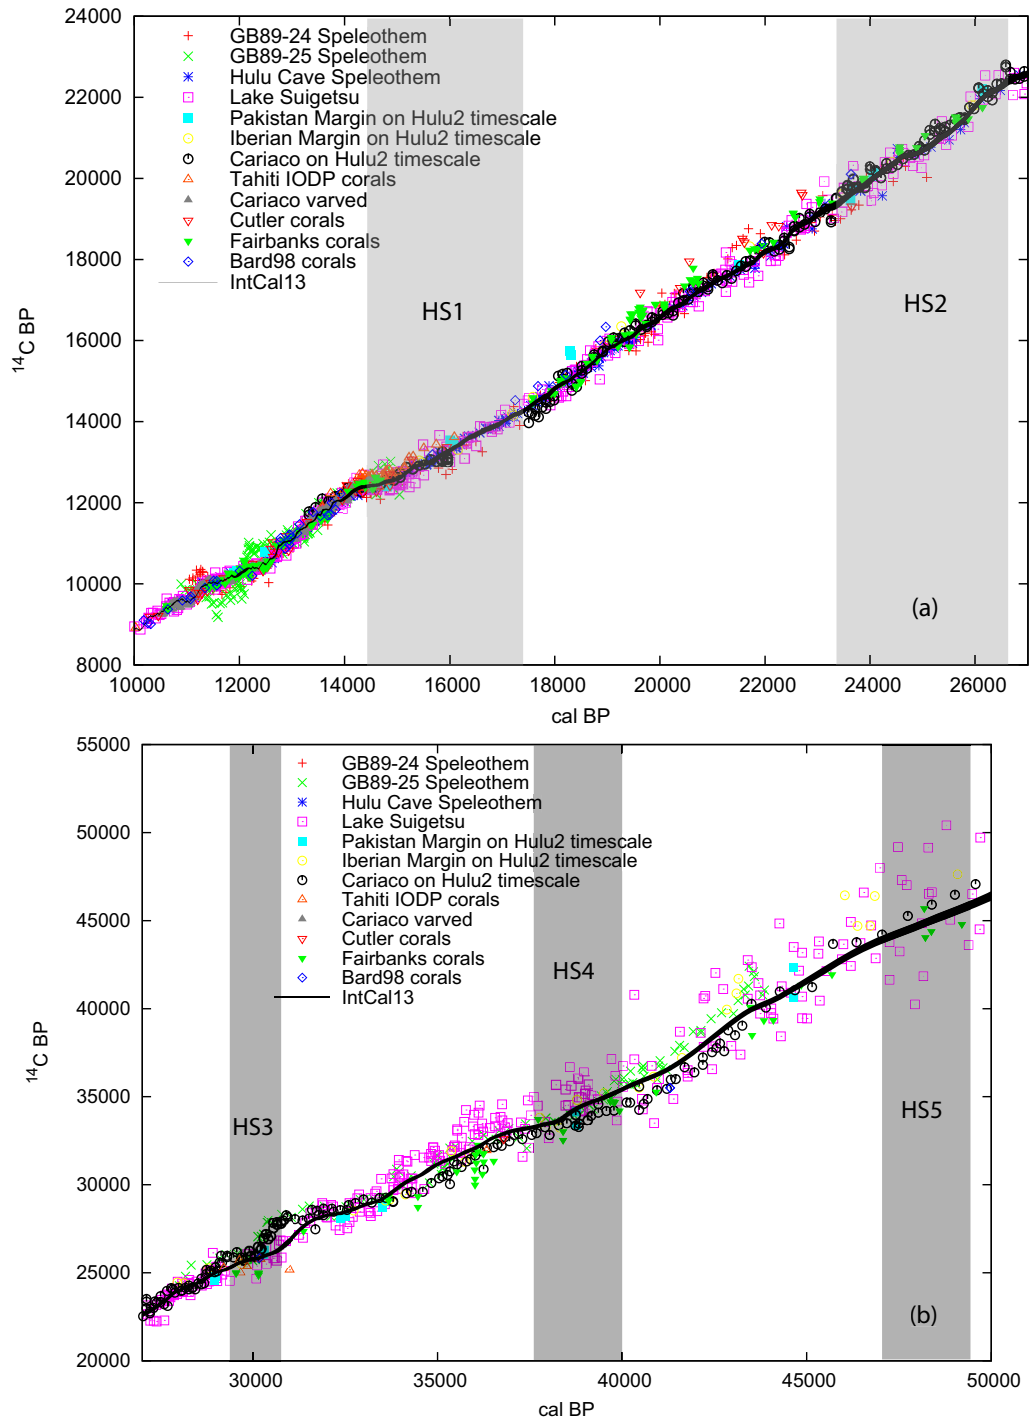 24000
22000
20000
18000
16000
14000
12000
10000
8000
¹⁴C BP
GB89-24 Speleothem
GB89-25 Speleothem
Hulu Cave Speleothem
Lake Suigetsu
Pakistan Margin on Hulu2 timescale
Iberian Margin on Hulu2 timescale
Cariaco on Hulu2 timescale
Tahiti IODP corals
Cariaco varved
Cutler corals
Fairbanks corals
Bard98 corals
IntCal13
HS1
HS2
(a)
10000 12000 14000 16000 18000 20000 22000 24000 26000
cal BP
55000
50000
45000
40000
35000
30000
25000
20000
¹⁴C BP
GB89-24 Speleothem
GB89-25 Speleothem
Hulu Cave Speleothem
Lake Suigetsu
Pakistan Margin on Hulu2 timescale
Iberian Margin on Hulu2 timescale
Cariaco on Hulu2 timescale
Tahiti IODP corals
Cariaco varved
Cutler corals
Fairbanks corals
Bard98 corals
IntCal13
HS3
HS4
HS5
(b)
30000 35000 40000 45000 50000
cal BP